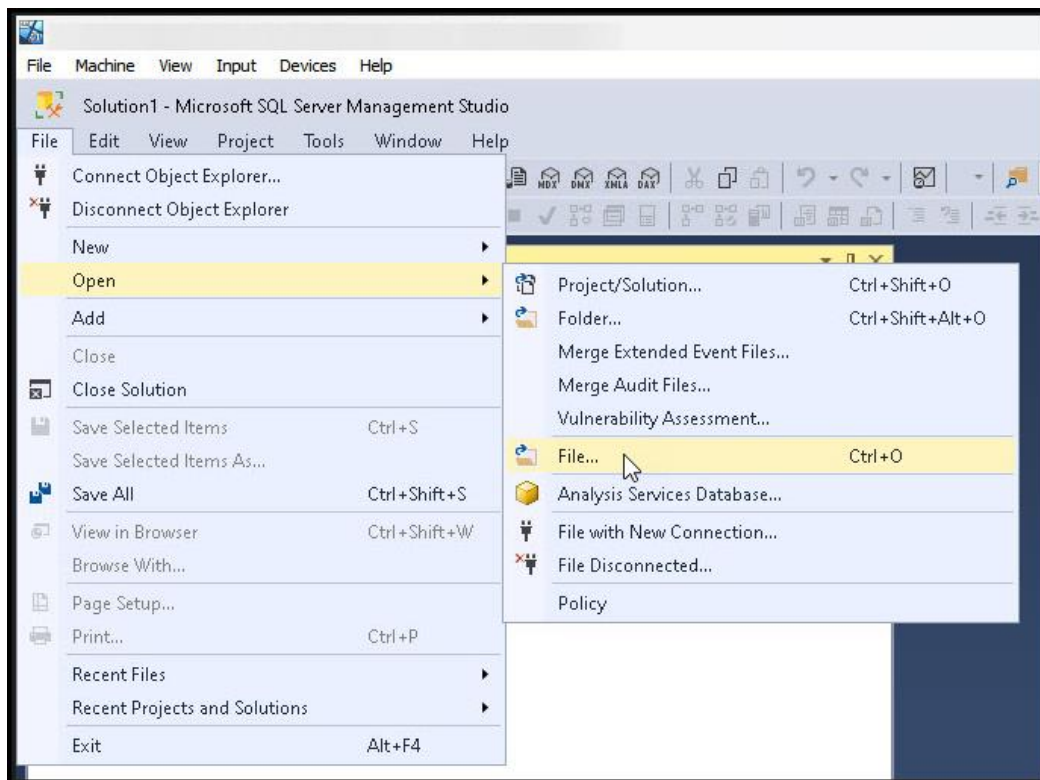 File Machine View Input Devices Help
Solution1 - Microsoft SQL Server Management Studio
File Edit View Project Tools Window Help
MDX DMX XMLA DAX
Connect Object Explorer...
Disconnect Object Explorer
New
Open
Add
Close
Close Solution
Save Selected Items Ctrl+S
Save Selected Items As...
Save All Ctrl+Shift+S
View in Browser Ctrl+Shift+W
Browse With...
Page Setup...
Print... Ctrl+P
Recent Files
Recent Projects and Solutions
Exit Alt+F4
Project/Solution... Ctrl+Shift+O
Folder... Ctrl+Shift+Alt+O
Merge Extended Event Files...
Merge Audit Files...
Vulnerability Assessment...
File... Ctrl+O
Analysis Services Database...
File with New Connection...
File Disconnected...
Policy